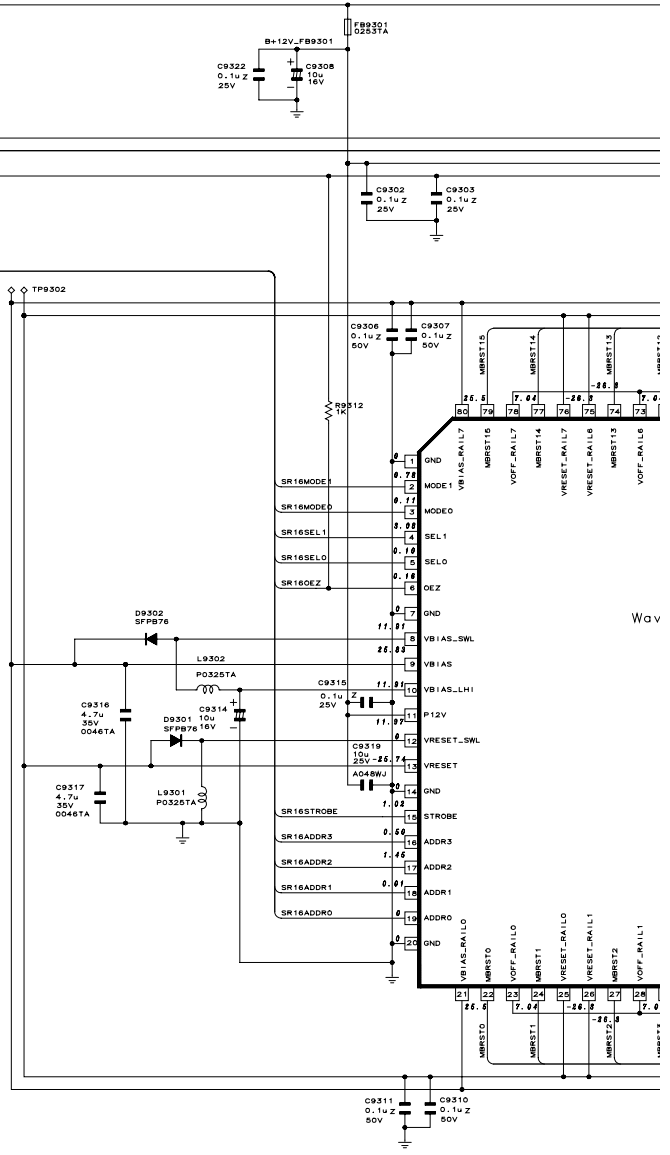 FB9301
0253TA
B+12V_FB9301
C9322
0.1u Z
25V
+
C9308
10u
16V
-
C9302
0.1u Z
25V
C9303
0.1u Z
25V
TP9302
C9306
0.1u Z
50V
C9307
0.1u Z
50V
MBRST15
MBRST14
MBRST13
-26.3
R9312
1K
25.5
7.04
-26.3
7.0
80
79
78
77
76
75
74
73
VBIAS_RAIL7
MBRST15
VOFF_RAIL7
MBRST14
VRESET_RAIL7
VRESET_RAIL6
MBRST13
VOFF_RAIL6
0
1
GND
0.78
SR16MODE1
2
MODE1
0.11
SR16MODE0
3
MODE0
3.08
SR16SEL1
4
SEL1
0.10
SR16SEL0
5
SEL0
0.16
SR16OEZ
6
OEZ
0
7
GND
Wav
D9302
SFPB76
11.91
8
VBIAS_SWL
25.83
9
VBIAS
L9302
P0325TA
11.91
10
VBIAS_LHI
C9315
0.1u Z
25V
C9316
4.7u
35V
0046TA
+
C9314
10u
16V
-
11
P12V
11.97
D9301
SFPB76
0
12
VRESET_SWL
C9319
10u
25V
A048WJ
-25.74
13
VRESET
C9317
4.7u
35V
0046TA
L9301
P0325TA
0
14
GND
1.02
SR16STROBE
15
STROBE
0.50
SR16ADDR3
16
ADDR3
1.45
SR16ADDR2
17
ADDR2
0.01
SR16ADDR1
18
ADDR1
0
SR16ADDR0
19
ADDR0
0
20
GND
VBIAS_RAIL0
MBRST0
VOFF_RAIL0
MBRST1
VRESET_RAIL0
VRESET_RAIL1
MBRST2
VOFF_RAIL1
21
22
23
24
25
26
27
28
25.5
7.04
-26.3
7.0
-26.3
MBRST0
MBRST1
MBRST2
C9311
0.1u Z
50V
C9310
0.1u Z
50V